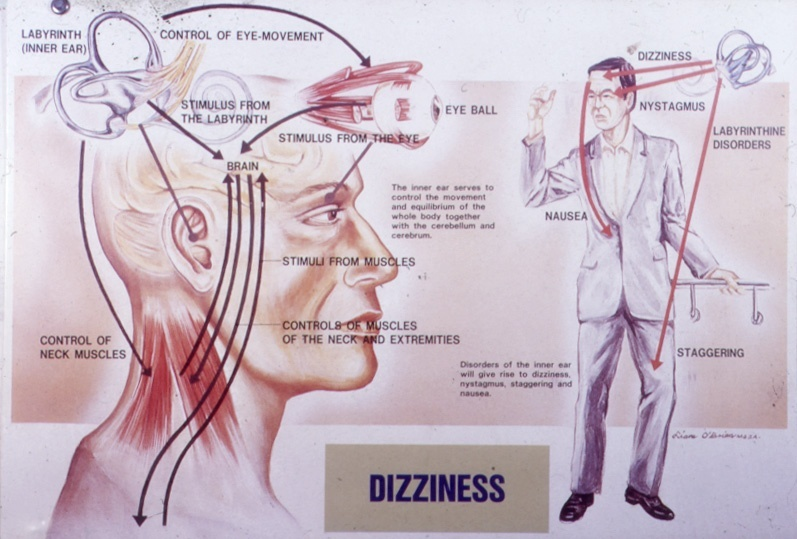 LABYRINTH
(INNER EAR)
CONTROL OF EYE-MOVEMENT
STIMULUS FROM
THE LABYRINTH
EYE BALL
STIMULUS FROM THE EYE
BRAIN
The inner ear serves to
control the movement
and equilibrium of the
whole body together
with the cerebellum and
cerebrum.
STIMULI FROM MUSCLES
CONTROLS OF MUSCLES
OF THE NECK AND EXTREMITIES
CONTROL OF
NECK MUSCLES
DIZZINESS
NYSTAGMUS
LABYRINTHINE
DISORDERS
NAUSEA
STAGGERING
Disorders of the inner ear
will give rise to dizziness,
nystagmus, staggering and
nausea.
DIZZINESS